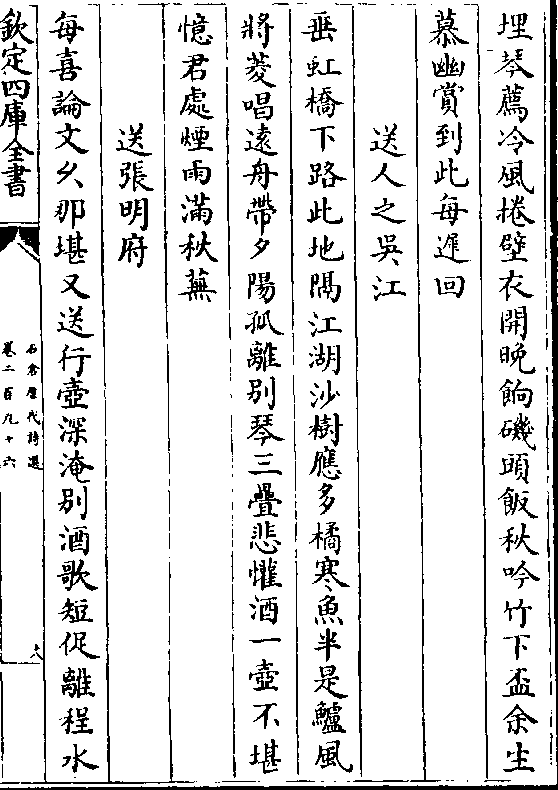 埋琴薦冷風捲壁衣開晚餉磯頭飯秋吟竹下盃余生
慕幽賞到此每遲回
送人之吳江
垂虹橋下路此地隅江湖沙樹應多橘寒魚半是鱸風
將菱唱遠舟帶夕陽孤離別琴三疊悲懽酒一壺不堪
憶君處煙雨滿秋蕪
送張明府
每喜論文久那堪又送行壺深淹別酒歌短促離程水
欽定四庫全書
石倉歷代詩選
卷二百九十六